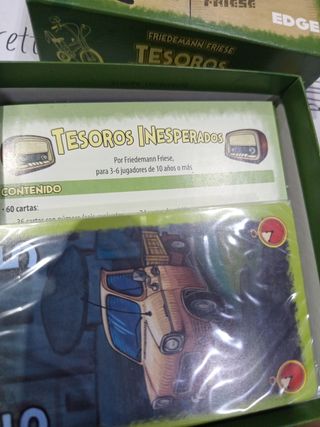 FRIESE
EDGE
FRIEDEMANN FRIESE
TESOROS
TESOROS INESPERADOS
Por Friedemann Friese,
para 3-6 jugadores de 10 años o más
CONTENIDO
• 60 cartas: